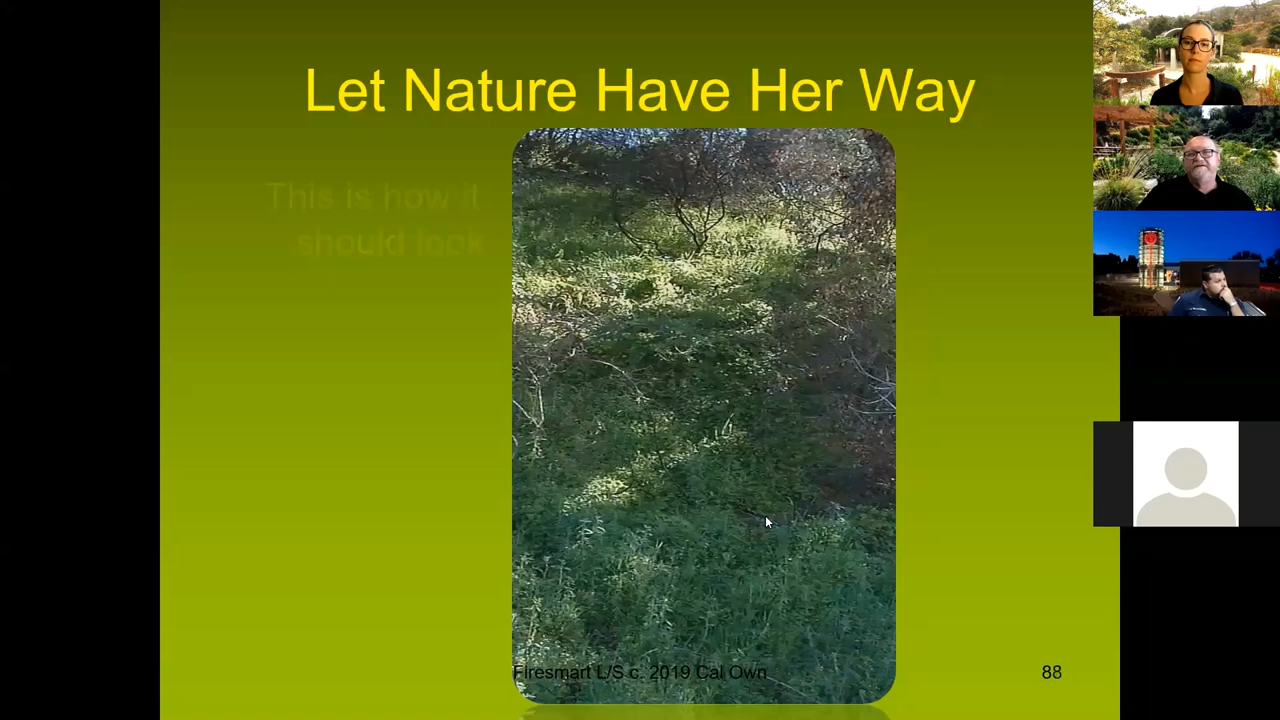 Let Nature Have Her Way
This is how it
should look
Firesmart L/S c. 2019 Cal Own
88